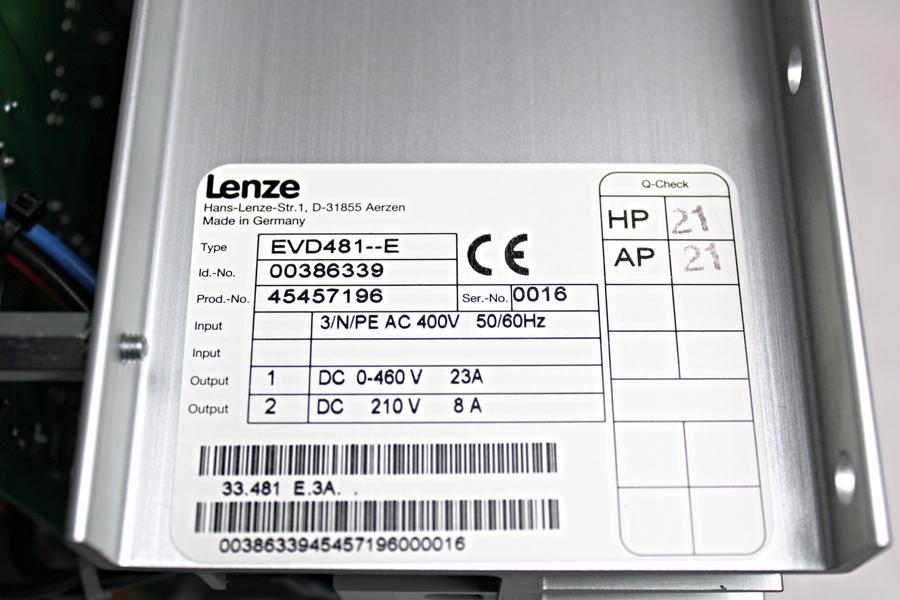 Lenze
Hans-Lenze-Str.1, D-31855 Aerzen
Made in Germany
Type EVD481--E
Id.-No. 00386339
CE
Prod.-No. 45457196 Ser.-No. 0016
Input 3/N/PE AC 400V 50/60Hz
Input
Output 1 DC 0-460 V 23A
Output 2 DC 210 V 8 A
33.481 E.3A. .
0038633945457196000016
Q-Check
HP 21
AP 21